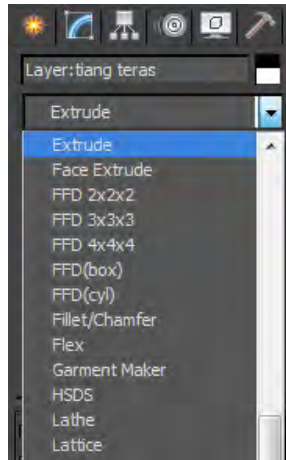 Layer:tiang teras
Extrude
Extrude
Face Extrude
FFD 2x2x2
FFD 3x3x3
FFD 4x4x4
FFD(box)
FFD(cyl)
Fillet/Chamfer
Flex
Garment Maker
HSDS
Lathe
Lattice